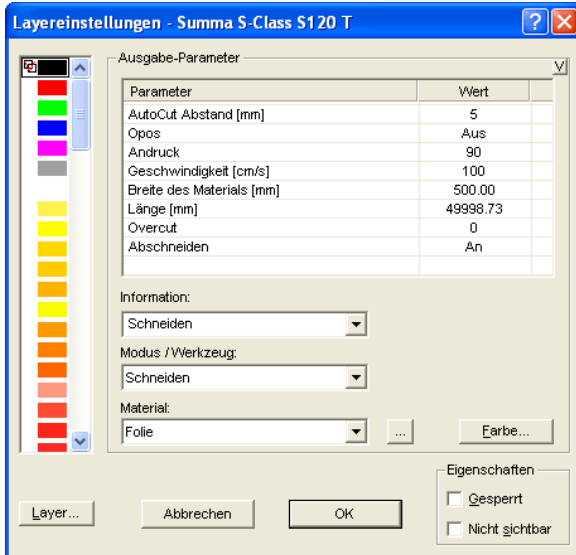 Layereinstellungen - Summa S-Class S120 T
Ausgabe-Parameter
V
Parameter Wert
AutoCut Abstand [mm] 5
Opos Aus
Andruck 90
Geschwindigkeit [cm/s] 100
Breite des Materials [mm] 500.00
Länge [mm] 49998.73
Overcut 0
Abschneiden An
Information:
Schneiden
Modus / Werkzeug:
Schneiden
Material:
Folie
...
Farbe...
Eigenschaften
Gesperrt
Nicht sichtbar
Layer...
Abbrechen
OK